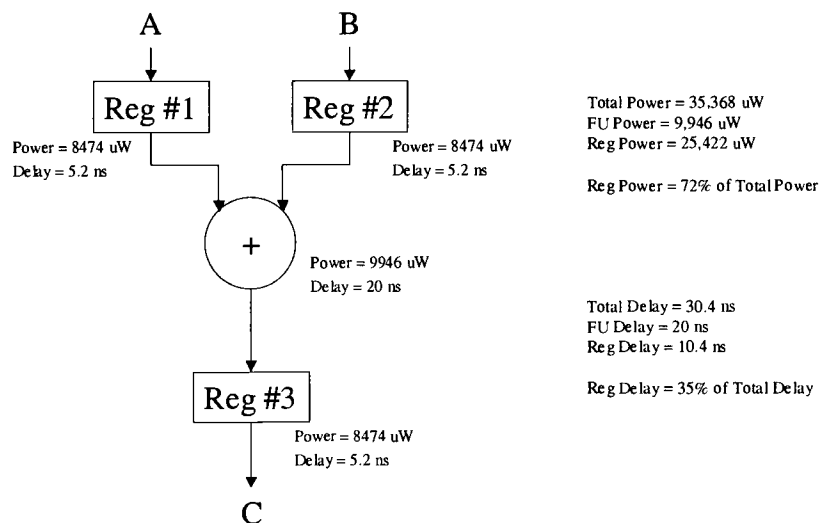 A
B
Reg #1
Reg #2
Power = 8474 uW
Delay = 5.2 ns
Power = 8474 uW
Delay = 5.2 ns
+
Power = 9946 uW
Delay = 20 ns
Reg #3
Power = 8474 uW
Delay = 5.2 ns
C
Total Power = 35,368 uW
FU Power = 9,946 uW
Reg Power = 25,422 uW
Reg Power = 72% of Total Power
Total Delay = 30.4 ns
FU Delay = 20 ns
Reg Delay = 10.4 ns
Reg Delay = 35% of Total Delay